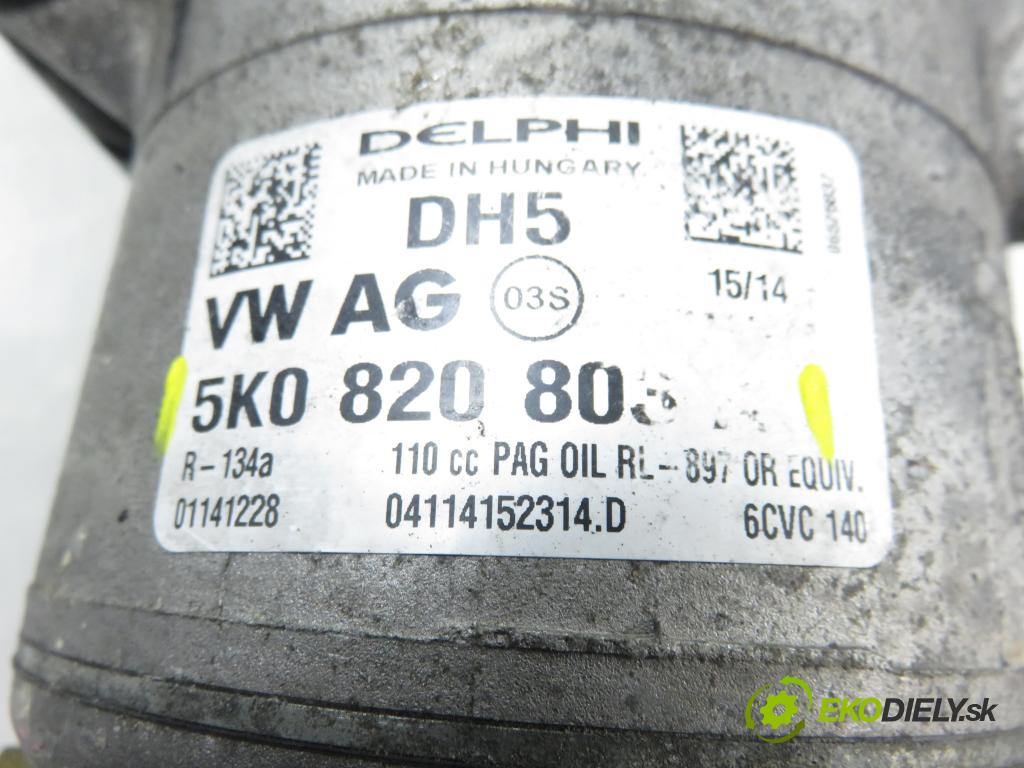 DELPHI
MADE IN HUNGARY
DH5
15/14
VW AG 03S
5K0 820 803
R-134a 110 cc PAG OIL RL-897 OR EQUIV.
01141228 04114152314.D 6CVC 140
EKODIELY.sk